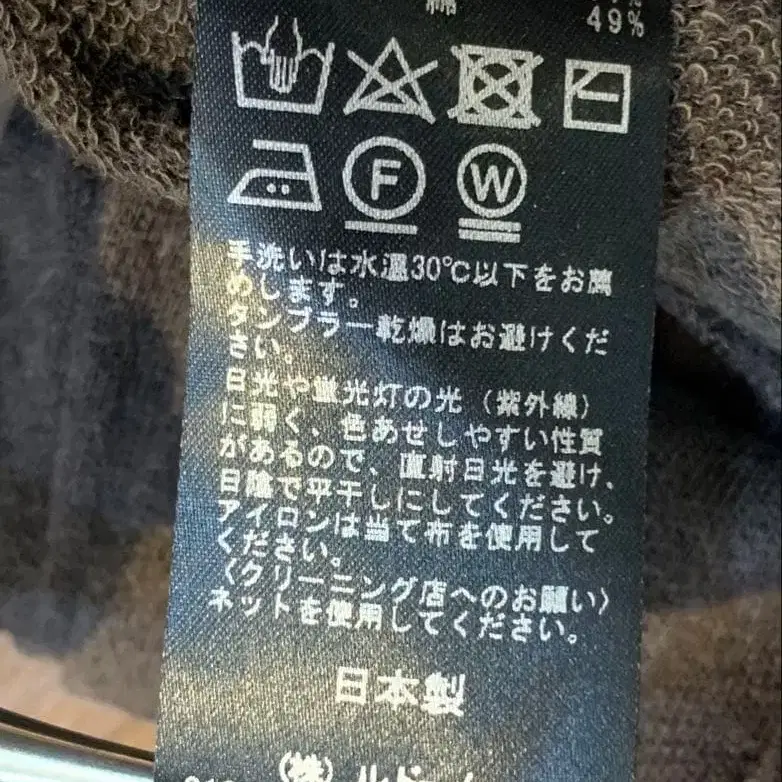 綿
49%
F
W
手洗いは水温30℃以下をお薦
めします。
タンブラー乾燥はお避けくだ
さい。
日光や蛍光灯の光（紫外線）
に弱く、色あせしやすい性質
があるので、直射日光を避け、
日陰で平干しにしてください。
アイロンは当て布を使用して
ください。
〈クリーニング店へのお願い〉
ネットを使用してください。
日本製
(株)